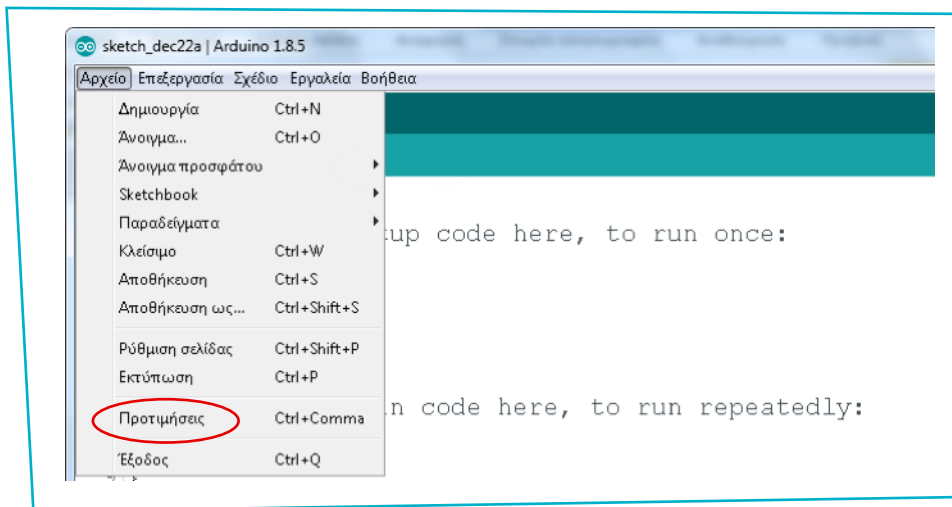 sketch_dec22a | Arduino 1.8.5
Αρχείο Επεξεργασία Σχέδιο Εργαλεία Βοήθεια
Δημιουργία Ctrl+N
Άνοιγμα... Ctrl+O
Άνοιγμα προσφάτου
Sketchbook
Παραδείγματα
tup code here, to run once:
Κλείσιμο Ctrl+W
Αποθήκευση Ctrl+S
Αποθήκευση ως... Ctrl+Shift+S
Ρύθμιση σελίδας Ctrl+Shift+P
Εκτύπωση Ctrl+P
n code here, to run repeatedly:
Προτιμήσεις Ctrl+Comma
Έξοδος Ctrl+Q